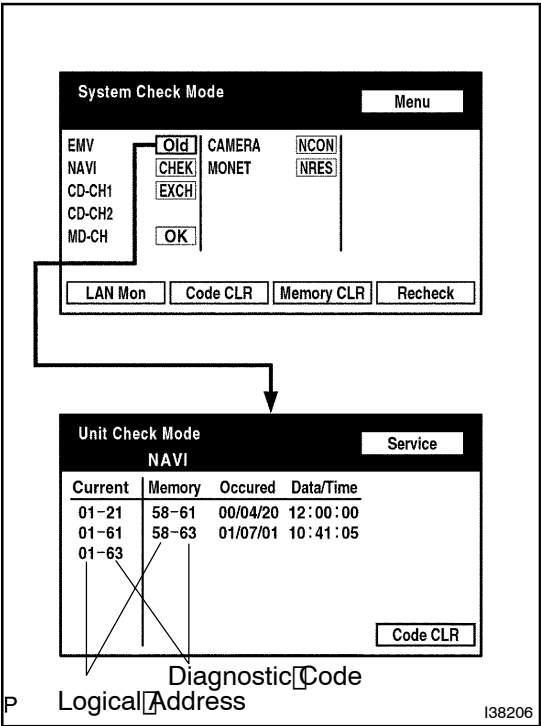 System Check Mode
Menu
EMV Old CAMERA NCON
NAVI CHEK MONET NRES
CD-CH1 EXCH
CD-CH2
MD-CH OK
LAN Mon Code CLR Memory CLR Recheck
Unit Check Mode
Service
NAVI
Current Memory Occured Data/Time
01-21 58-61 00/04/20 12:00:00
01-61 58-63 01/07/01 10:41:05
01-63
Code CLR
Diagnostic Code
Logical Address
P
I38206